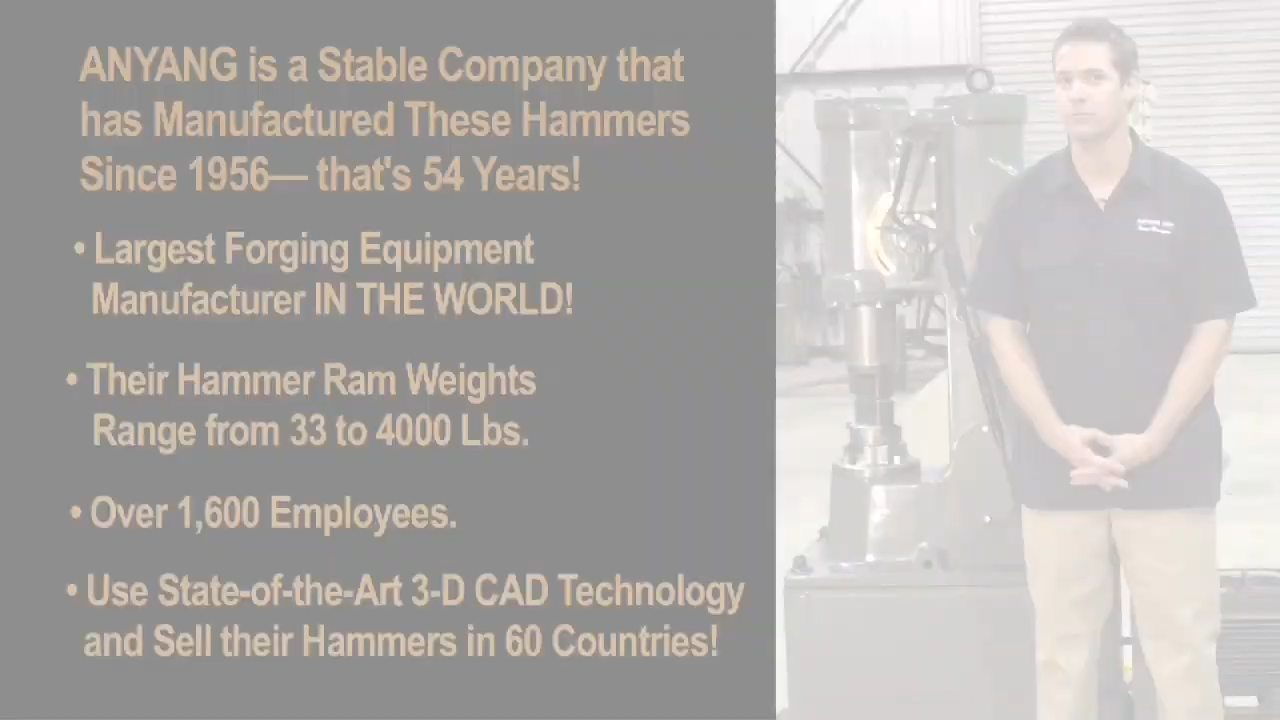 ANYANG is a Stable Company that
has Manufactured These Hammers
Since 1956— that's 54 Years!
• Largest Forging Equipment
Manufacturer IN THE WORLD!
• Their Hammer Ram Weights
Range from 33 to 4000 Lbs.
• Over 1,600 Employees.
• Use State-of-the-Art 3-D CAD Technology
and Sell their Hammers in 60 Countries!